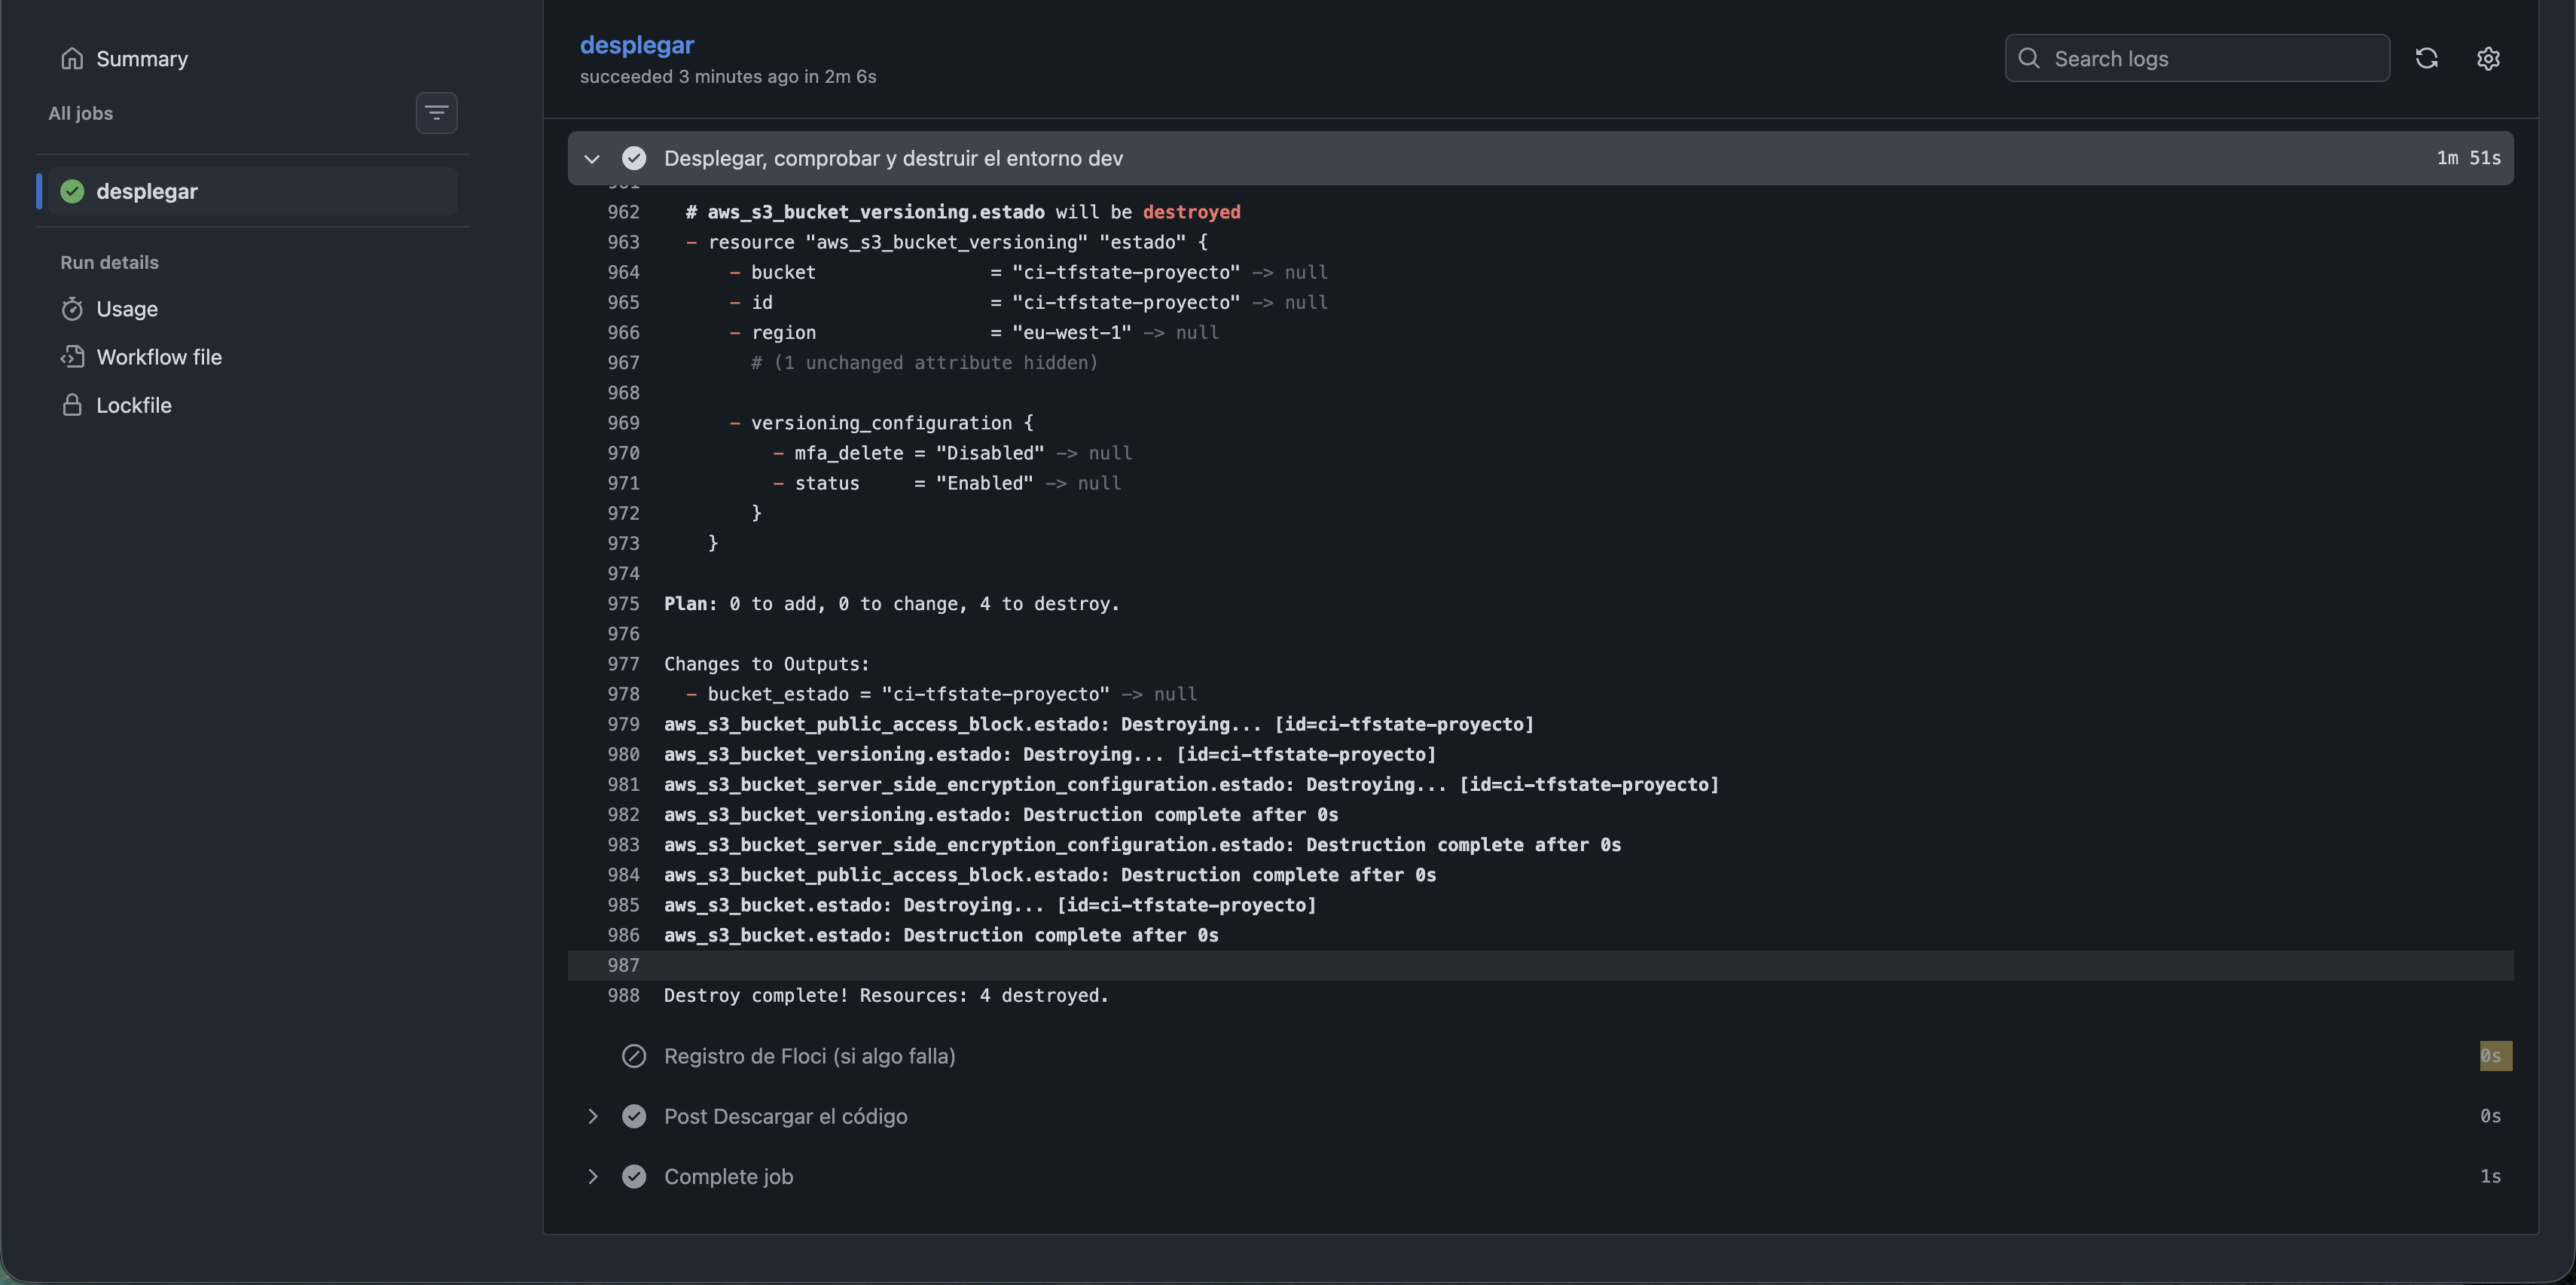 Summary
All jobs
desplegar
Run details
Usage
Workflow file
Lockfile
desplegar
succeeded 3 minutes ago in 2m 6s
Search logs
Desplegar, comprobar y destruir el entorno dev 1m 51s
962 # aws_s3_bucket_versioning.estado will be destroyed
963 - resource "aws_s3_bucket_versioning" "estado" {
964 - bucket = "ci-tfstate-proyecto" -> null
965 - id = "ci-tfstate-proyecto" -> null
966 - region = "eu-west-1" -> null
967 # (1 unchanged attribute hidden)
968
969 - versioning_configuration {
970 - mfa_delete = "Disabled" -> null
971 - status = "Enabled" -> null
972 }
973 }
974
975 Plan: 0 to add, 0 to change, 4 to destroy.
976
977 Changes to Outputs:
978 - bucket_estado = "ci-tfstate-proyecto" -> null
979 aws_s3_bucket_public_access_block.estado: Destroying... [id=ci-tfstate-proyecto]
980 aws_s3_bucket_versioning.estado: Destroying... [id=ci-tfstate-proyecto]
981 aws_s3_bucket_server_side_encryption_configuration.estado: Destroying... [id=ci-tfstate-proyecto]
982 aws_s3_bucket_versioning.estado: Destruction complete after 0s
983 aws_s3_bucket_server_side_encryption_configuration.estado: Destruction complete after 0s
984 aws_s3_bucket_public_access_block.estado: Destruction complete after 0s
985 aws_s3_bucket.estado: Destroying... [id=ci-tfstate-proyecto]
986 aws_s3_bucket.estado: Destruction complete after 0s
987
988 Destroy complete! Resources: 4 destroyed.
Registro de Floci (si algo falla) 0s
Post Descargar el código 0s
Complete job 1s